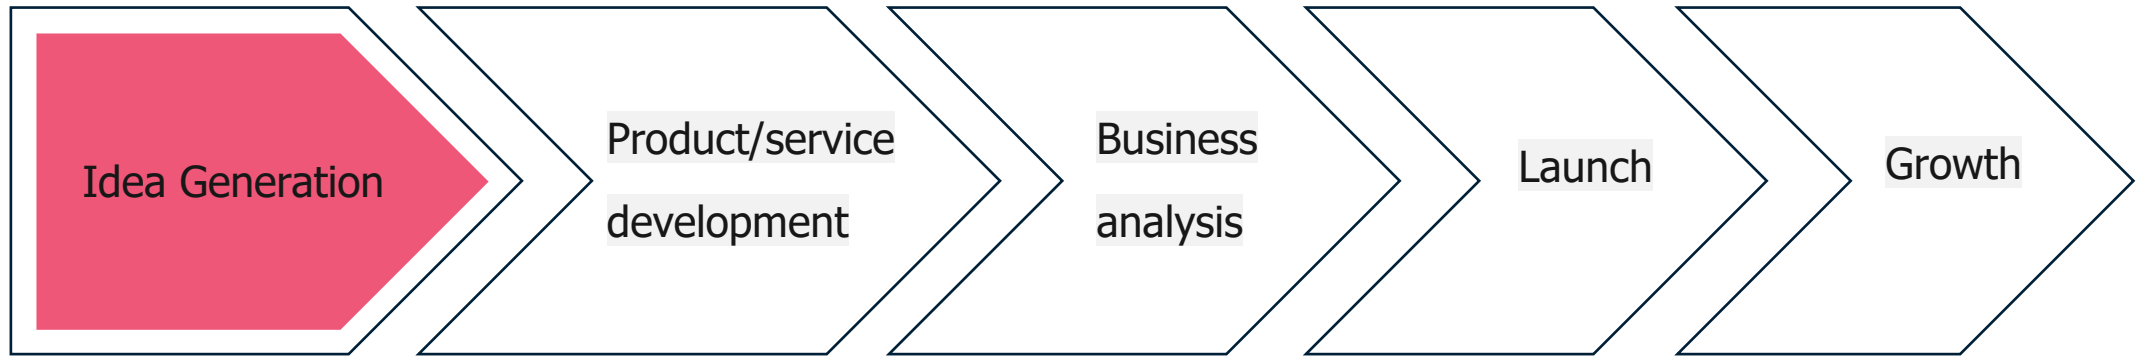 Idea Generation
Product/service
development
Business
analysis
Launch
Growth